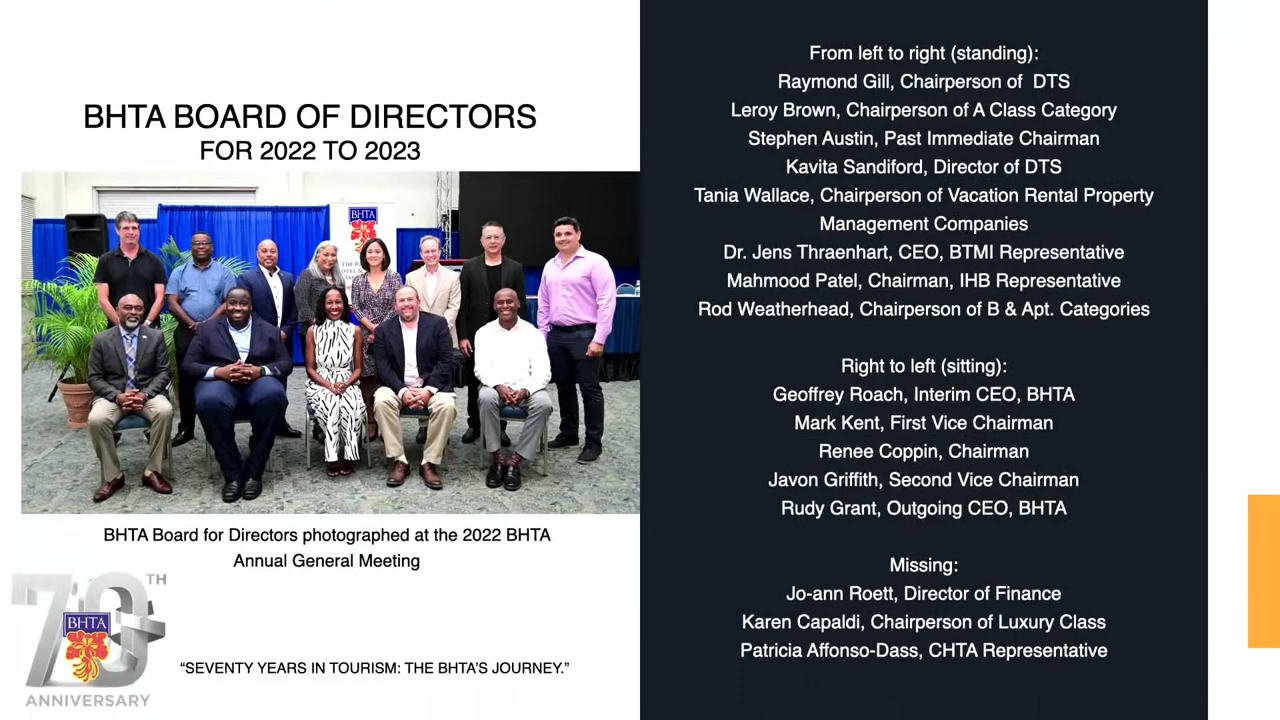 BHTA BOARD OF DIRECTORS
FOR 2022 TO 2023
BHTA
BHTA Board for Directors photographed at the 2022 BHTA
Annual General Meeting
70TH
BHTA
ANNIVERSARY
“SEVENTY YEARS IN TOURISM: THE BHTA’S JOURNEY.”
From left to right (standing):
Raymond Gill, Chairperson of DTS
Leroy Brown, Chairperson of A Class Category
Stephen Austin, Past Immediate Chairman
Kavita Sandiford, Director of DTS
Tania Wallace, Chairperson of Vacation Rental Property
Management Companies
Dr. Jens Thraenhart, CEO, BTMI Representative
Mahmood Patel, Chairman, IHB Representative
Rod Weatherhead, Chairperson of B & Apt. Categories
Right to left (sitting):
Geoffrey Roach, Interim CEO, BHTA
Mark Kent, First Vice Chairman
Renee Coppin, Chairman
Javon Griffith, Second Vice Chairman
Rudy Grant, Outgoing CEO, BHTA
Missing:
Jo-ann Roett, Director of Finance
Karen Capaldi, Chairperson of Luxury Class
Patricia Affonso-Dass, CHTA Representative